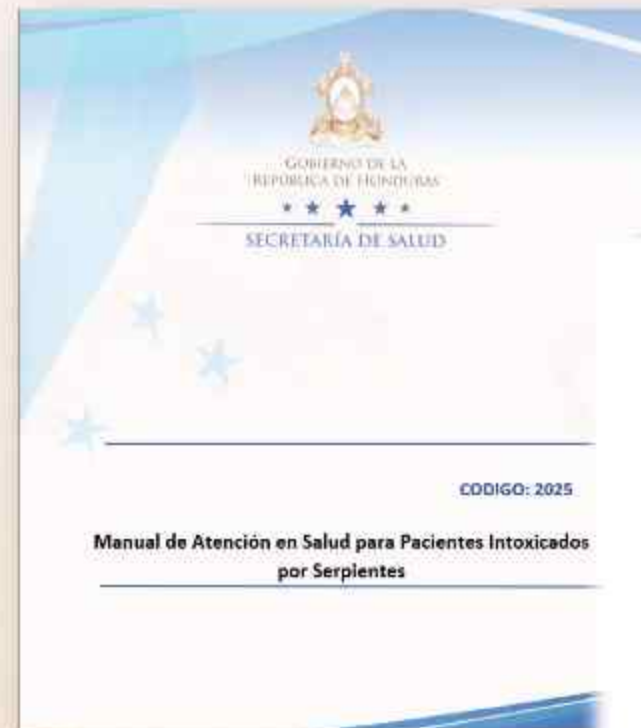 GOBIERNO DE LA
REPÚBLICA DE HONDURAS
SECRETARÍA DE SALUD
CODIGO: 2025
Manual de Atención en Salud para Pacientes Intoxicados
por Serpientes